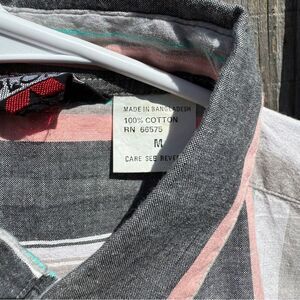 MADE IN BANGLADESH
100% COTTON
RN 66575
M
CARE SEE REVE